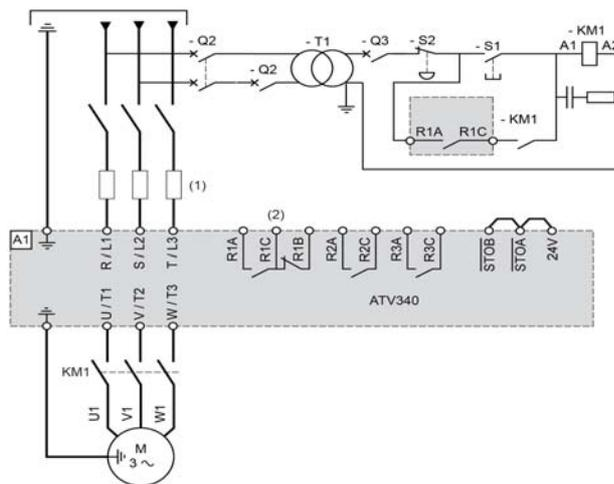 - Q2
- T1
- Q3
- S2
- S1
- KM1
A1
A2
- Q2
R1A
R1C
- KM1
(1)
(2)
A1
R / L1
S / L2
T / L3
R1A
R1C
R1B
R2A
R2C
R3A
R3C
STOB
STOA
24V
U / T1
V / T2
W / T3
ATV340
KM1
U1
V1
W1
M
3 ~